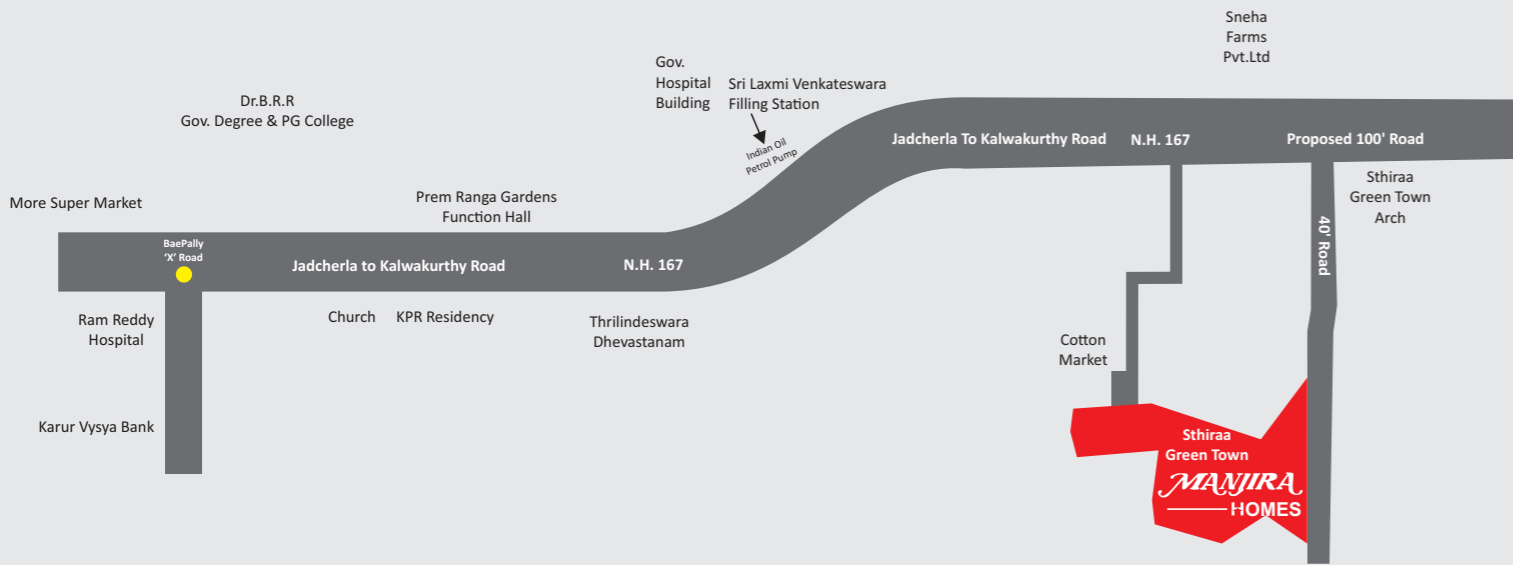 Sneha
Farms
Pvt.Ltd
Gov.
Hospital
Building
Sri Laxmi Venkateswara
Filling Station
Dr.B.R.R
Gov. Degree & PG College
Indian Oil
Petrol Pump
Jadcherla To Kalwakurthy Road
N.H. 167
Proposed 100' Road
Sthiraa
Green Town
Arch
More Super Market
Prem Ranga Gardens
Function Hall
40' Road
BaePally
'X' Road
Jadcherla to Kalwakurthy Road
N.H. 167
Ram Reddy
Hospital
Church
KPR Residency
Thrilindeswara
Dhevastanam
Cotton
Market
Karur Vysya Bank
Sthiraa
Green Town
MANJIRA
HOMES